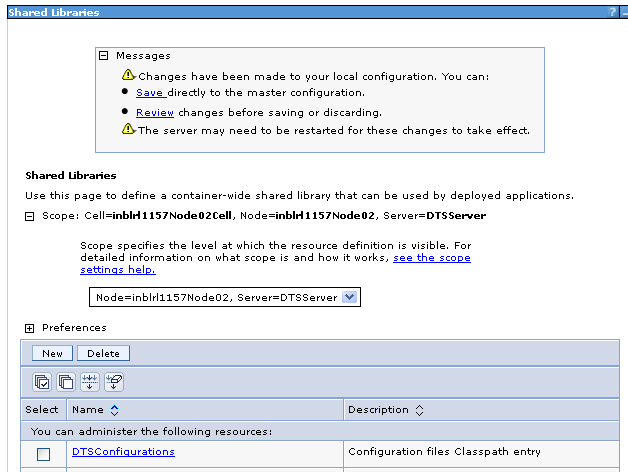 Shared Libraries ? _
Messages
Changes have been made to your local configuration. You can:
Save directly to the master configuration.
Review changes before saving or discarding.
The server may need to be restarted for these changes to take effect.
Shared Libraries
Use this page to define a container-wide shared library that can be used by deployed applications.
Scope: Cell=inblrl1157Node02Cell, Node=inblrl1157Node02, Server=DTSServer
Scope specifies the level at which the resource definition is visible. For
detailed information on what scope is and how it works, see the scope
settings help.
Node=inblrl1157Node02, Server=DTSServer
Preferences
New Delete
Select Name Description
You can administer the following resources:
DTSConfigurations Configuration files Classpath entry